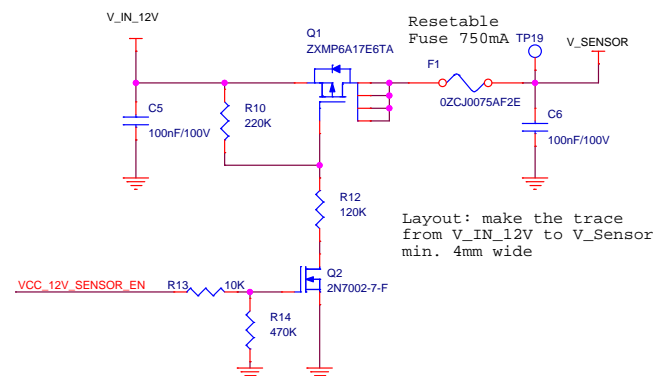 V_IN_12V
Q1
ZXMP6A17E6TA
Resetable
Fuse 750mA
TP19
V_SENSOR
F1
0ZCJ0075AF2E
C5
100nF/100V
R10
220K
C6
100nF/100V
R12
120K
Layout: make the trace
from V_IN_12V to V_Sensor
min. 4mm wide
Q2
2N7002-7-F
VCC_12V_SENSOR_EN
R13
10K
R14
470K